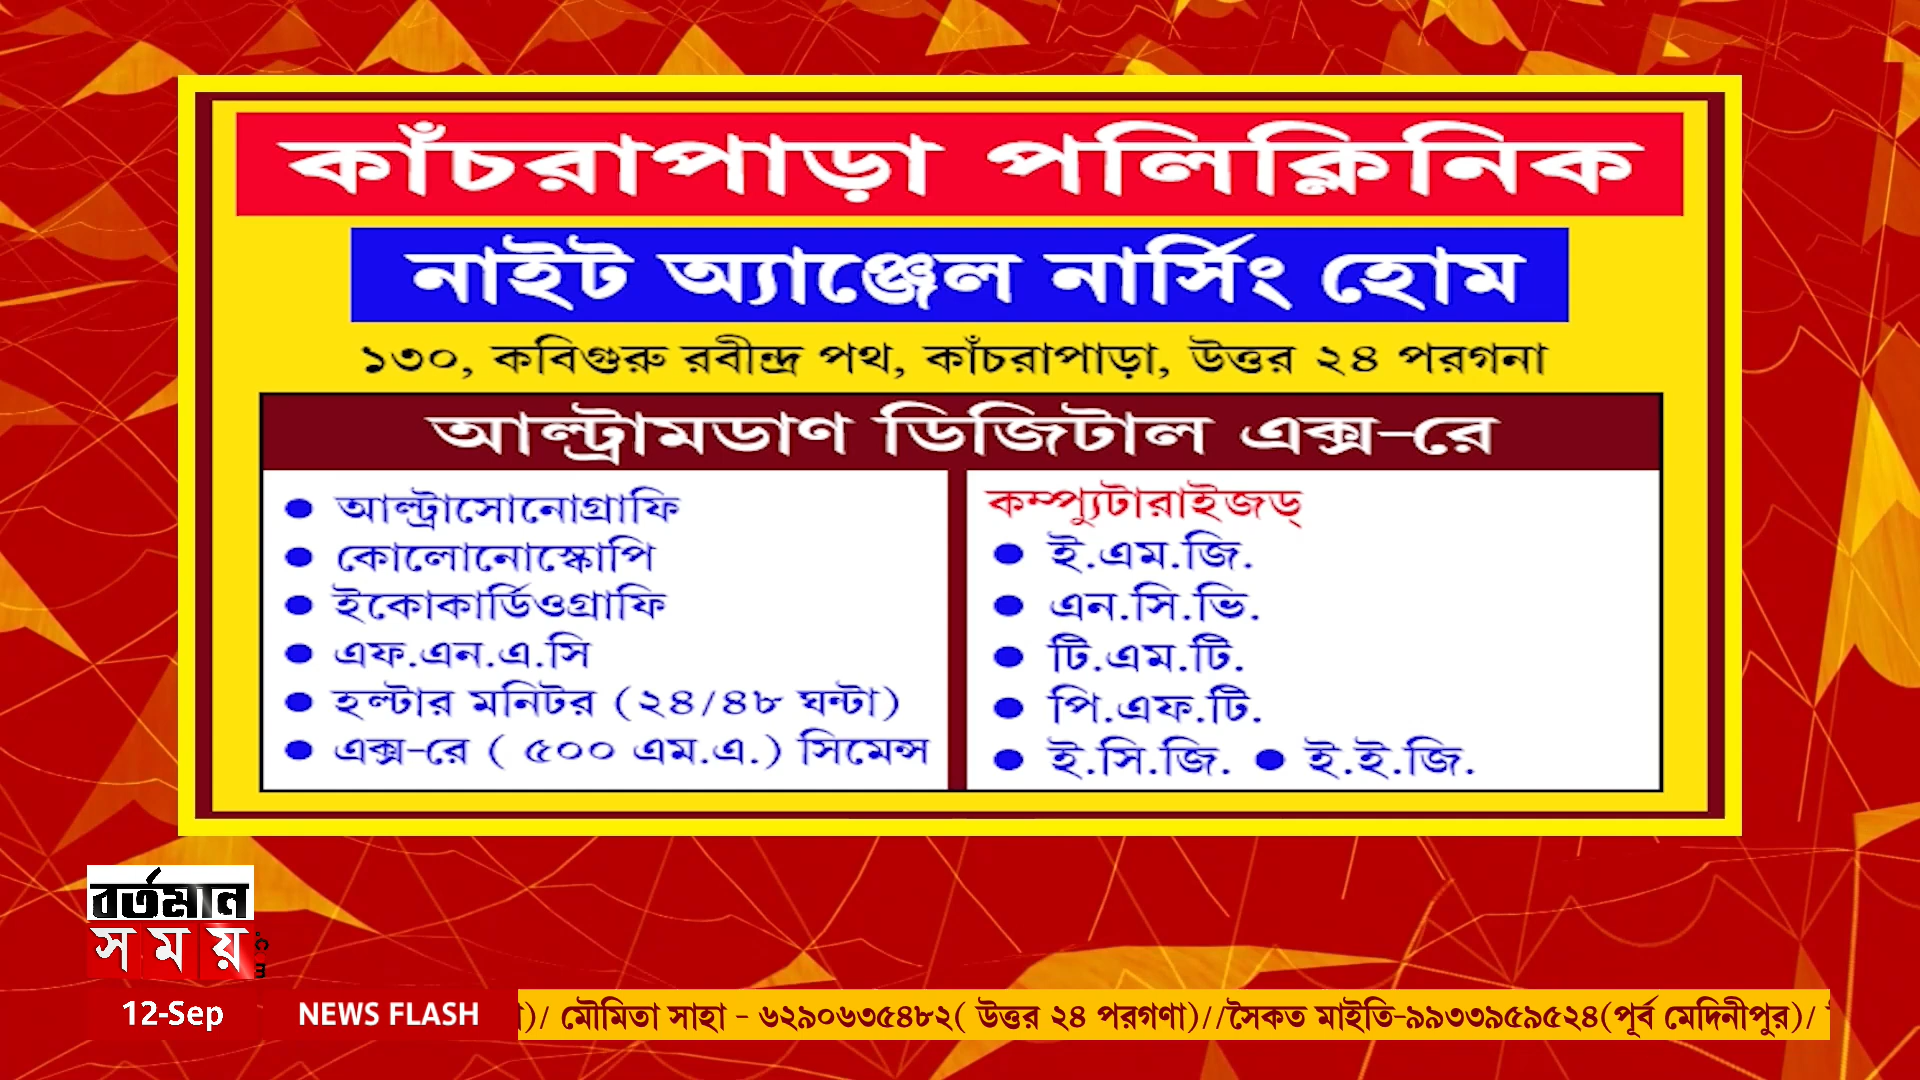 কাঁচরাপাড়া পলিক্লিনিক
নাইট অ্যাঞ্জেল নার্সিং হোম
১৩০, কবিগুরু রবীন্দ্র পথ, কাঁচরাপাড়া, উত্তর ২৪ পরগনা
আল্ট্রামডাণ ডিজিটাল এক্স-রে
● আল্ট্রাসোনোগ্রাফি
● কোলোনোস্কোপি
● ইকোকার্ডিওগ্রাফি
● এফ.এন.এ.সি
● হল্টার মনিটর (২৪/৪৮ ঘন্টা)
● এক্স-রে ( ৫০০ এম.এ.) সিমেন্স
কম্প্যুটারাইজড্
● ই.এম.জি.
● এন.সি.ভি.
● টি.এম.টি.
● পি.এফ.টি.
● ই.সি.জি. ● ই.ই.জি.
বর্তমান
সময়
12-Sep
NEWS FLASH
)/ মৌমিতা সাহা - ৬২৯০৬৩৫৪৮২( উত্তর ২৪ পরগণা)//সৈকত মাইতি-৯৯৩৩৯৫৯৫২৪(পূর্ব মেদিনীপুর)/